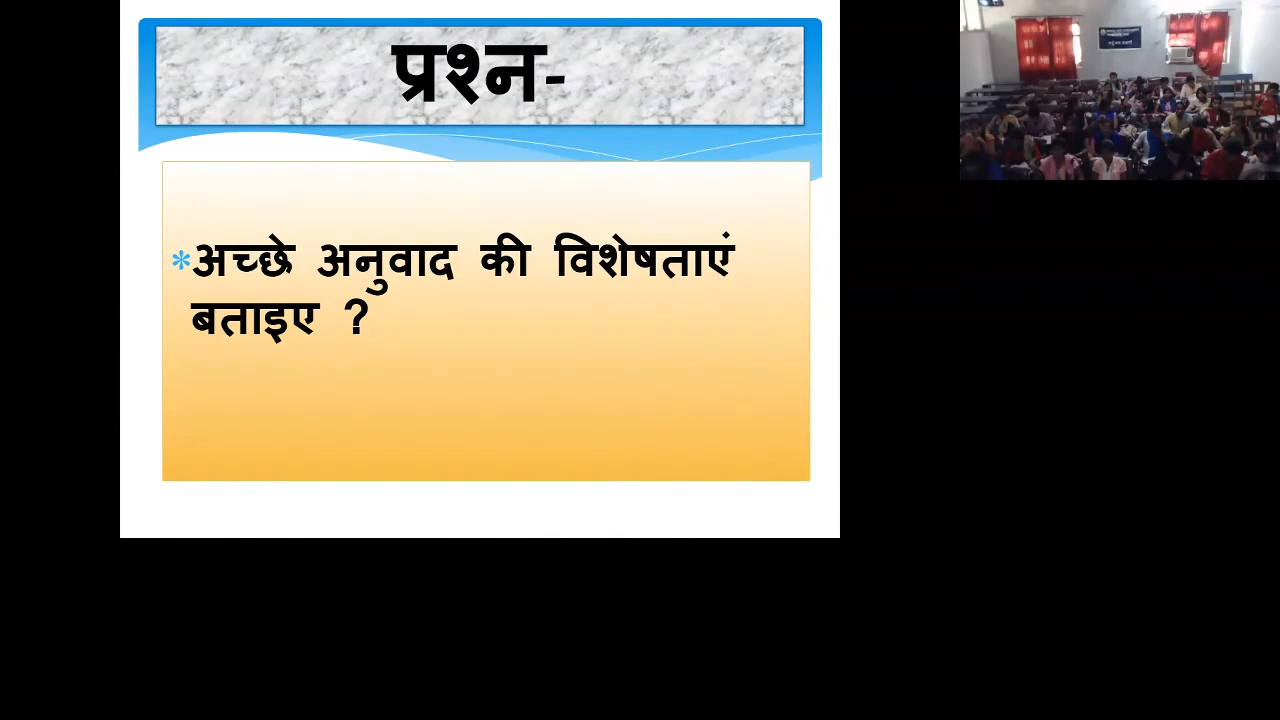 प्रश्न-
*अच्छे अनुवाद की विशेषताएं
बताइए ?